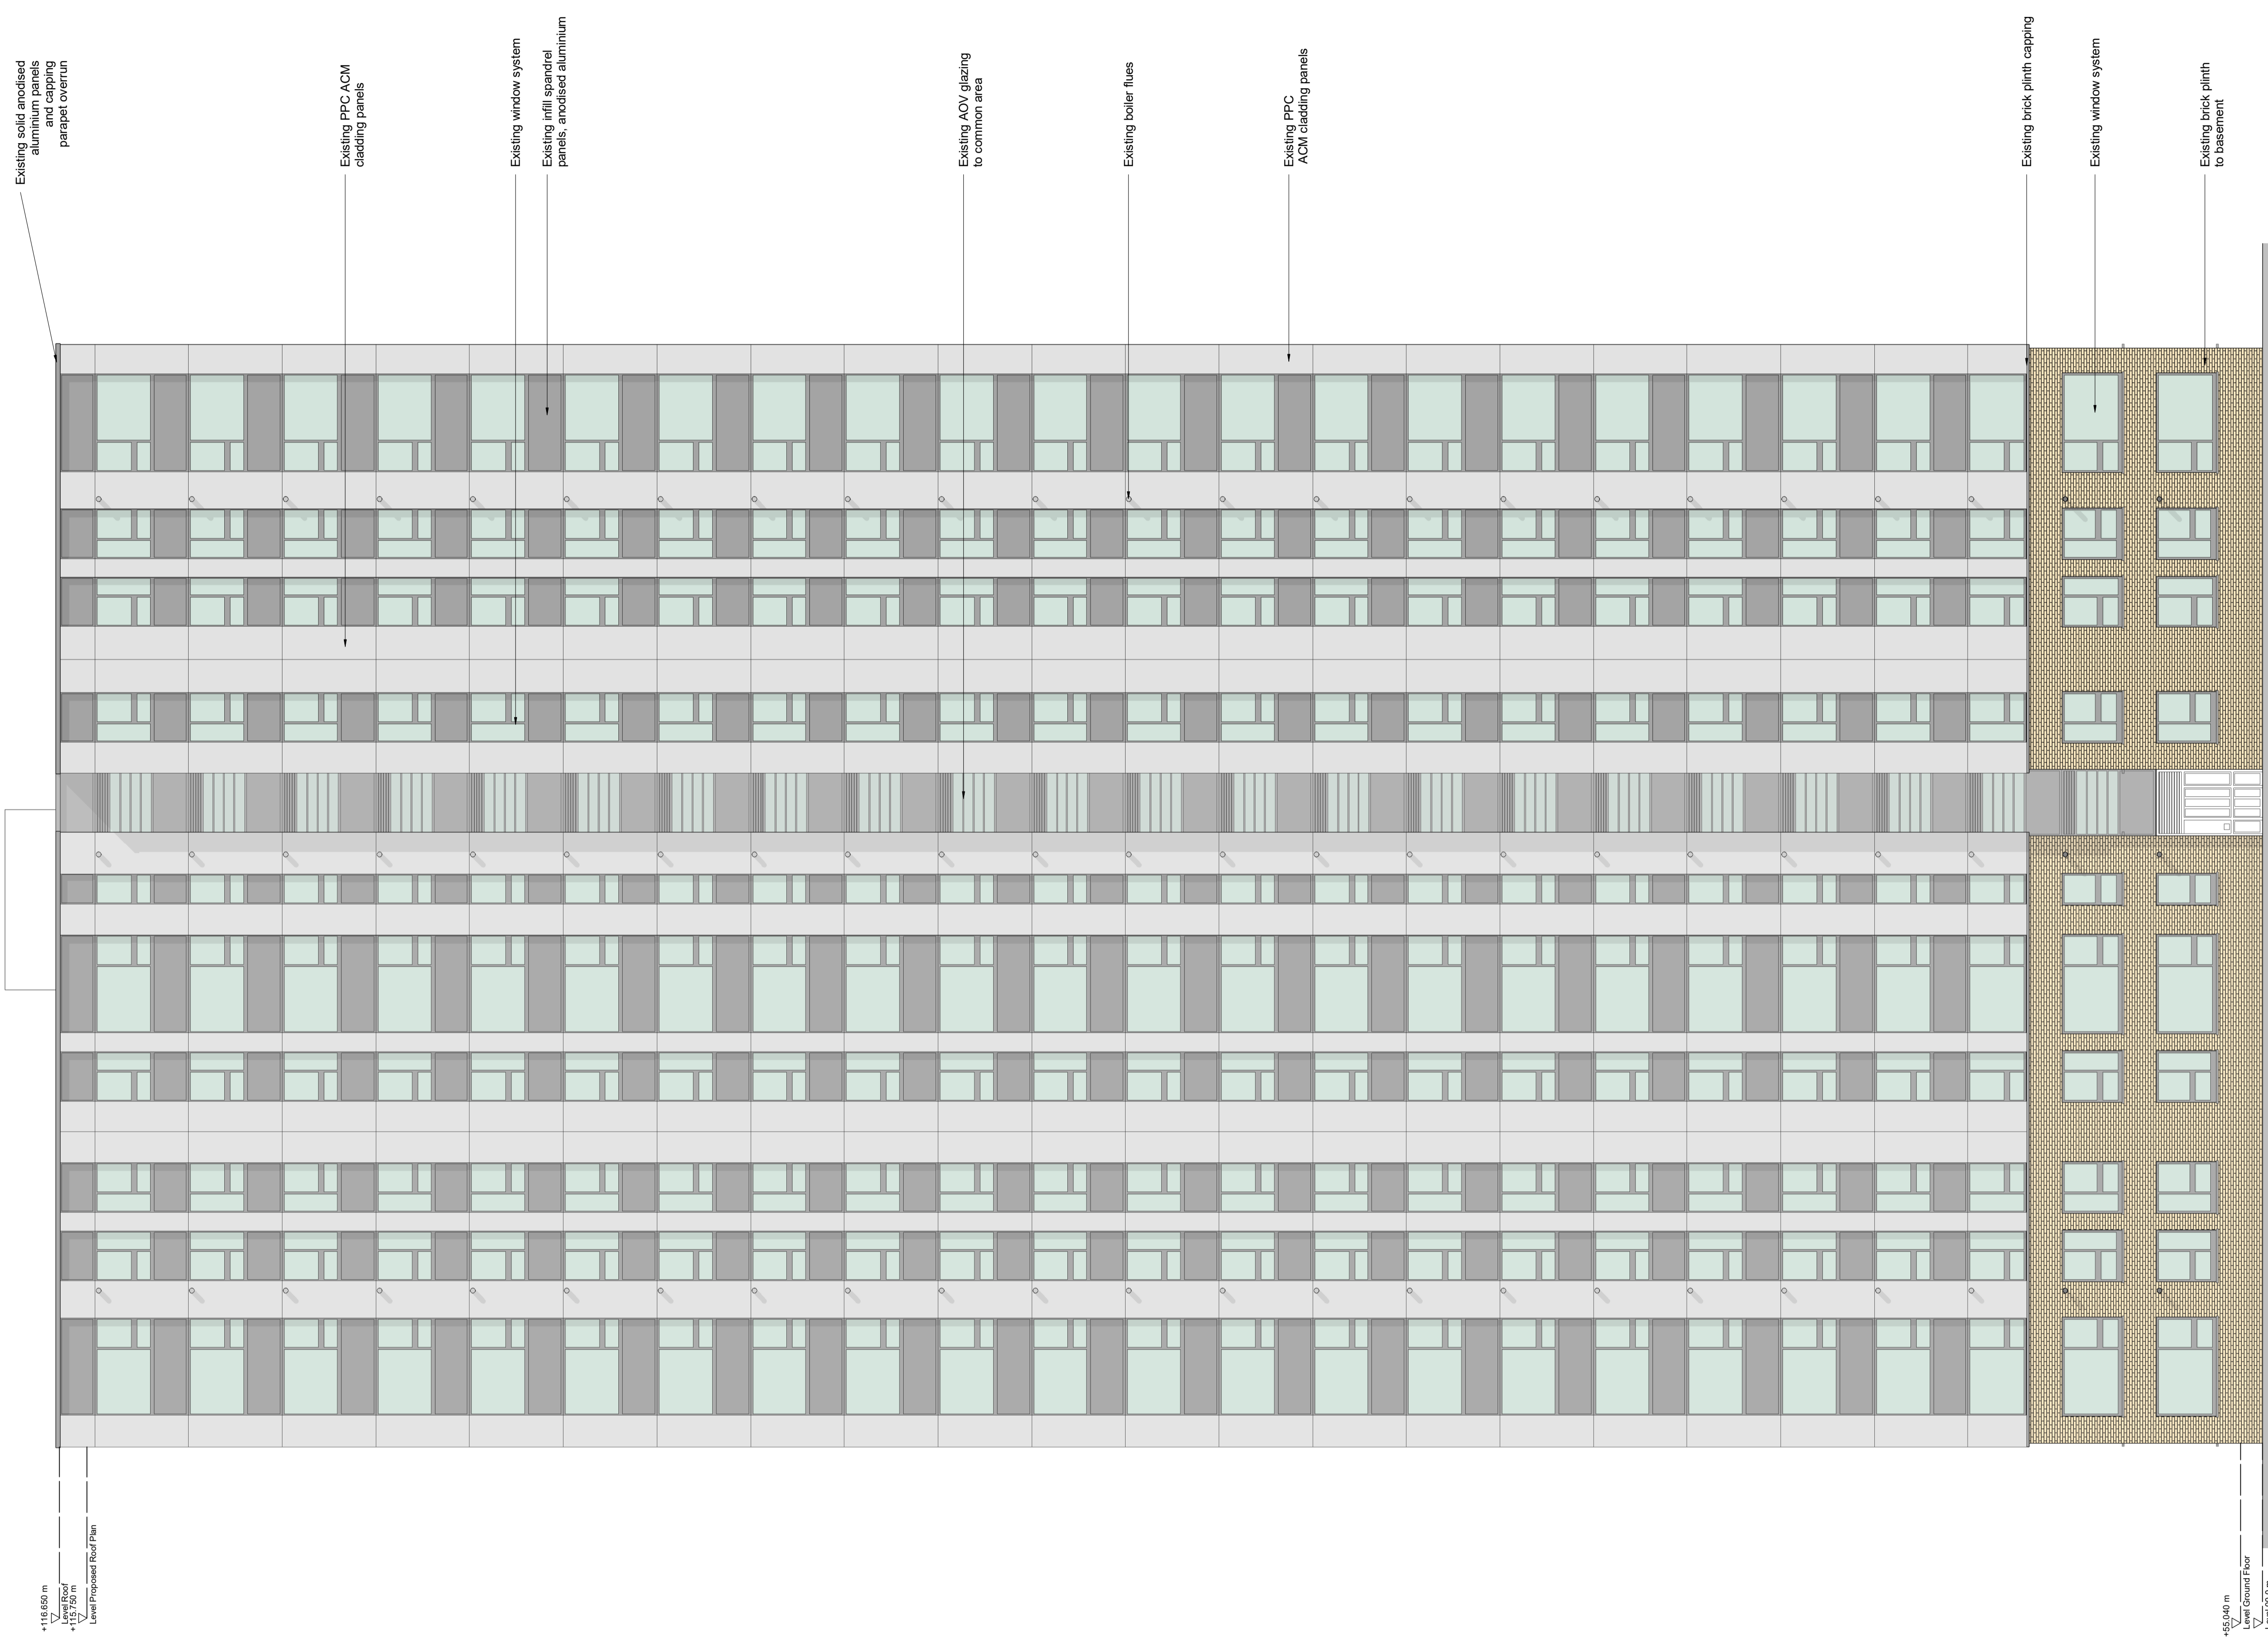 Existing solid anodised
aluminium panels
and capping
parapet overrun
Existing PPC ACM
cladding panels
Existing window system
Existing infill spandrel
panels, anodised aluminium
Existing AOV glazing
to common area
Existing boiler flues
Existing PPC
ACM cladding panels
Existing brick plinth capping
Existing window system
Existing brick plinth
to basement
+116.650 m
Level Roof
+115.750 m
Level Proposed Roof Plan
+55.040 m
Level Ground Floor